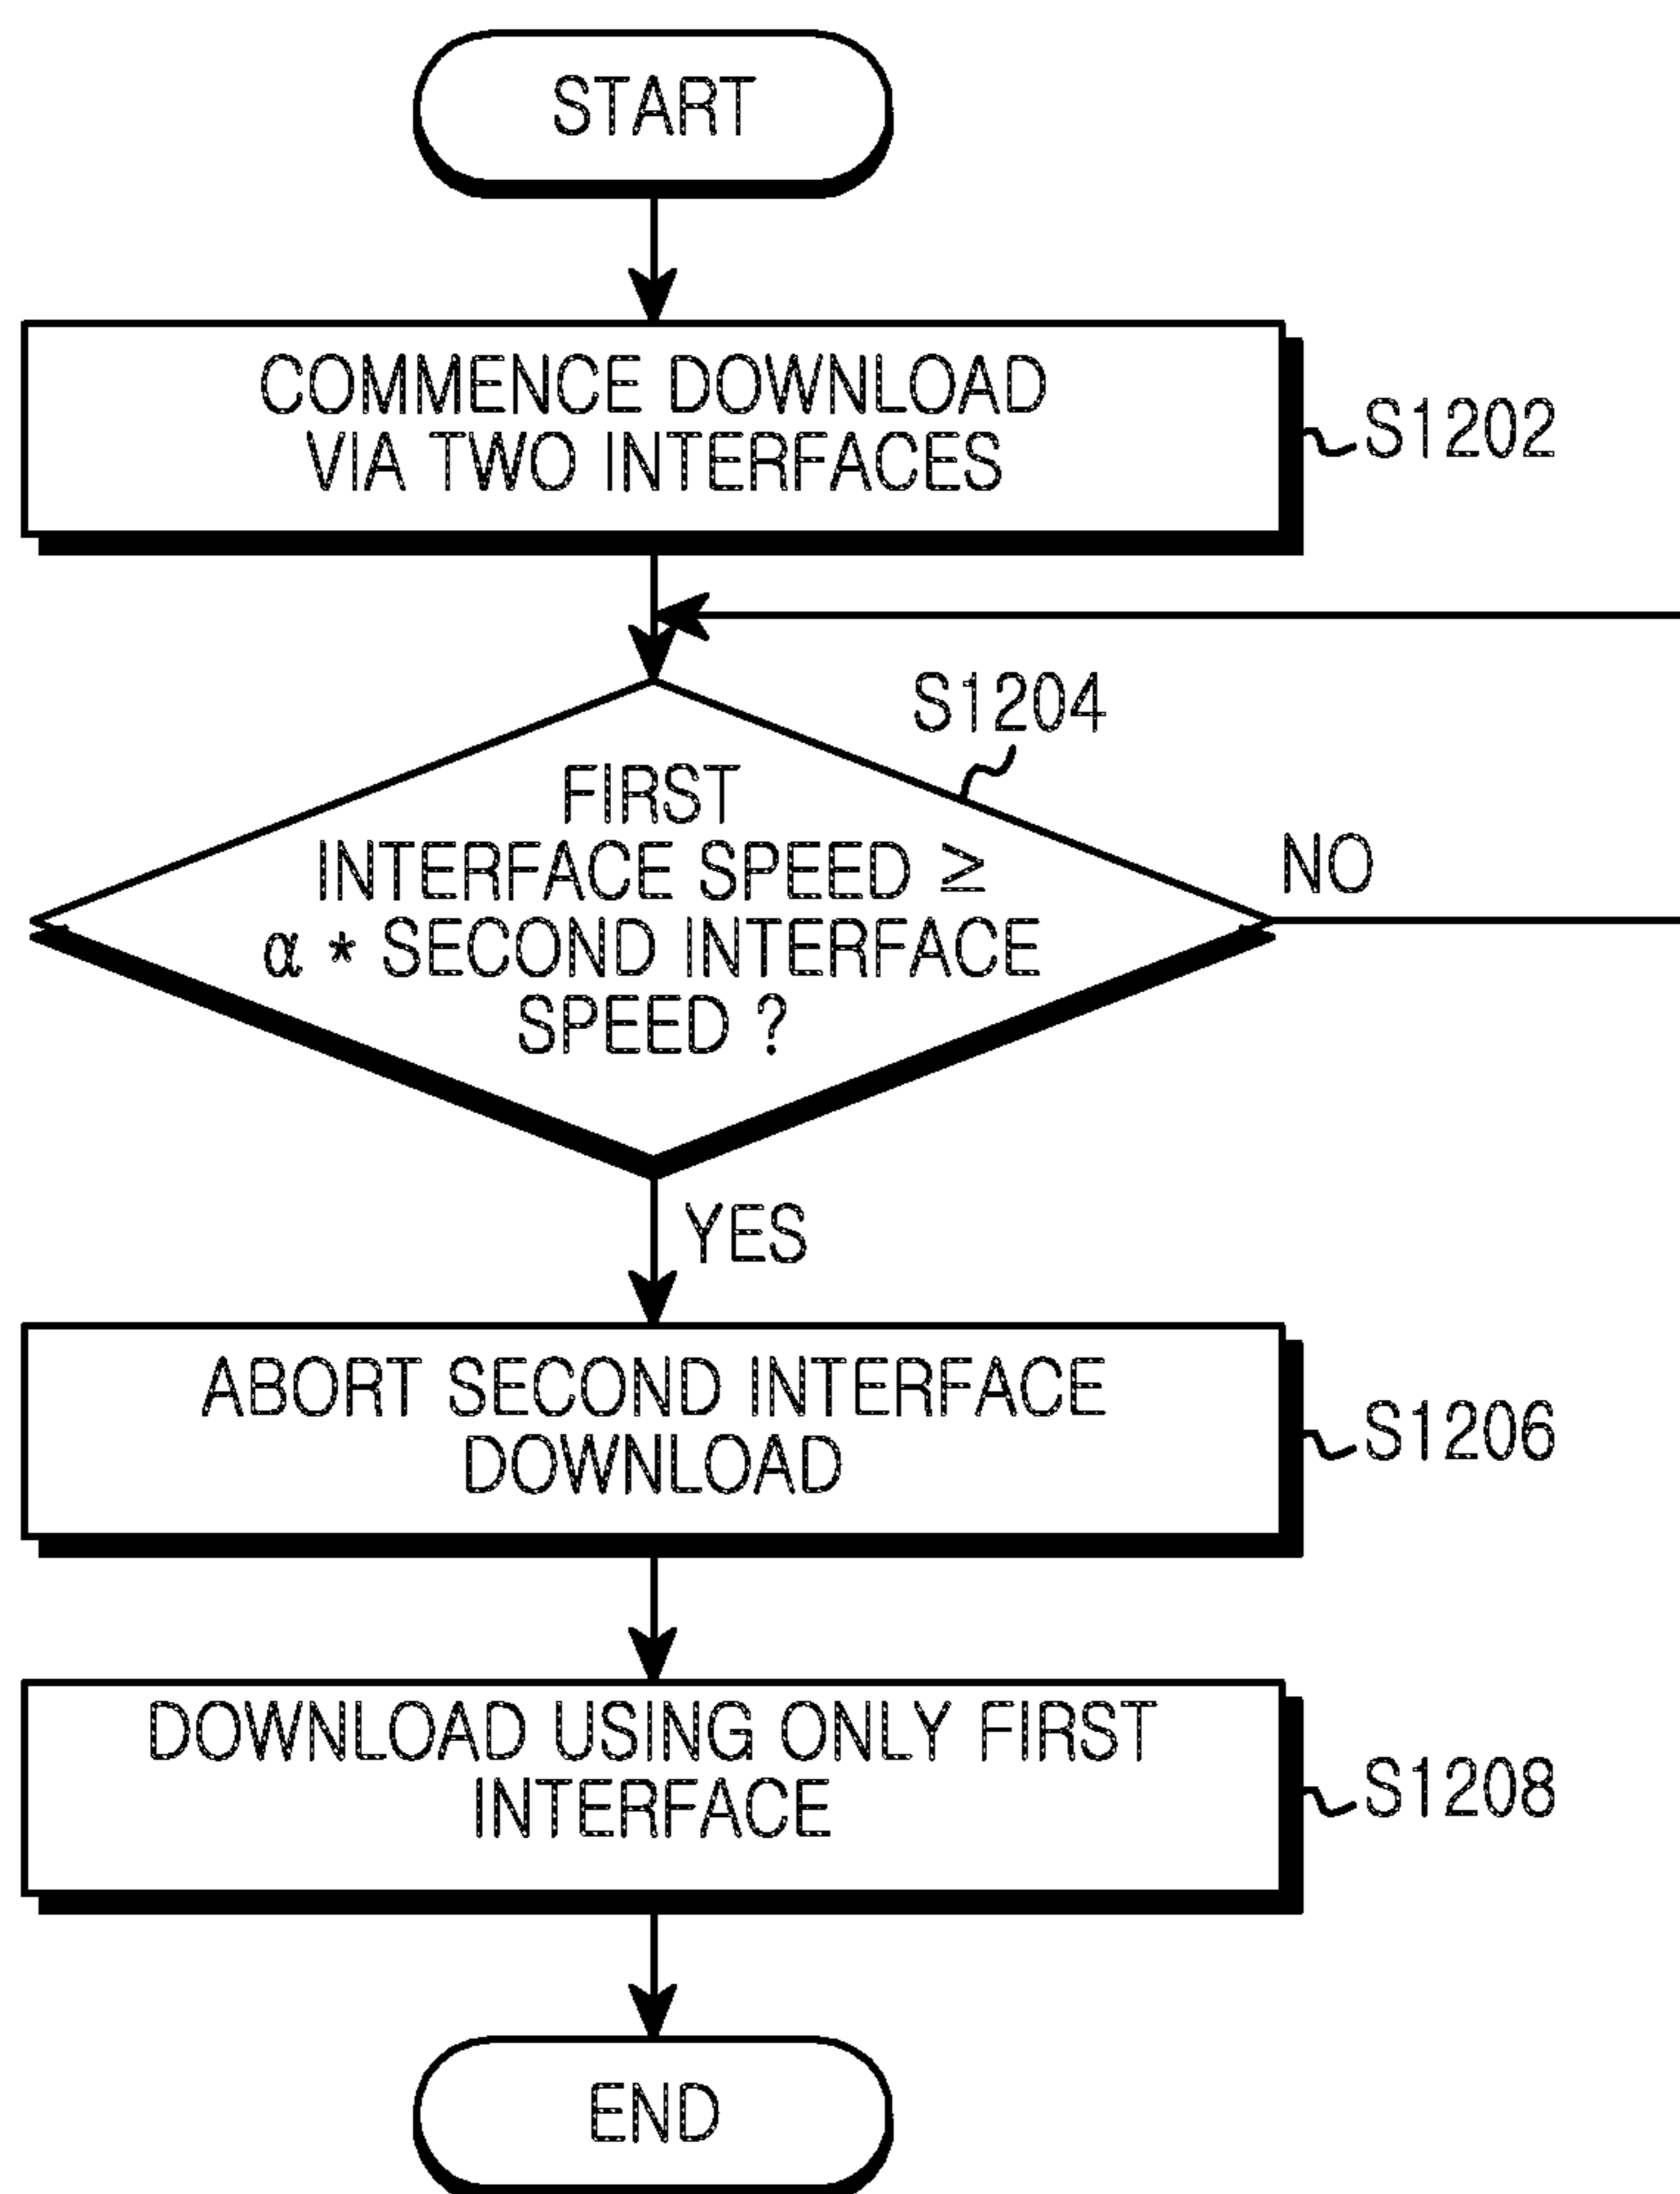 START
COMMENCE DOWNLOAD
VIA TWO INTERFACES
S1202
S1204
FIRST
INTERFACE SPEED ≥
α * SECOND INTERFACE
SPEED ?
NO
YES
ABORT SECOND INTERFACE
DOWNLOAD
S1206
DOWNLOAD USING ONLY FIRST
INTERFACE
S1208
END